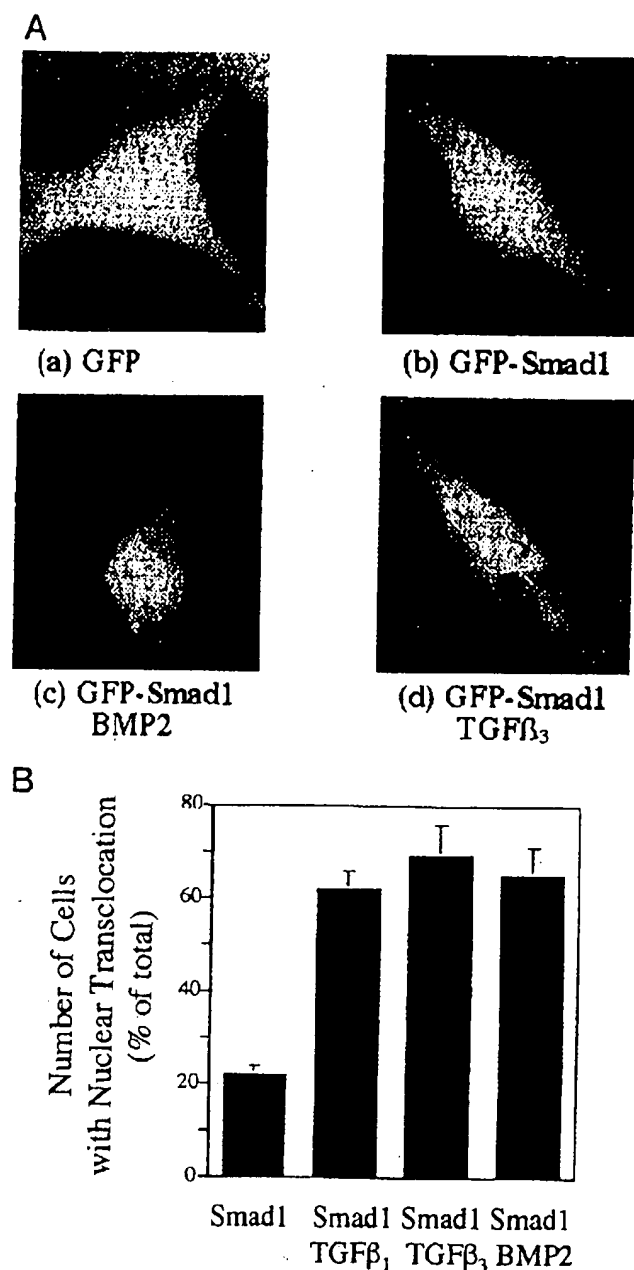 A
(a) GFP
(b) GFP-Smad1
(c) GFP-Smad1
BMP2
(d) GFP-Smad1
TGFβ₃
B
Number of Cells
with Nuclear Translocation
(% of total)
80
60
40
20
0
Smad1 Smad1 Smad1 Smad1
TGFβ₁ TGFβ₃ BMP2